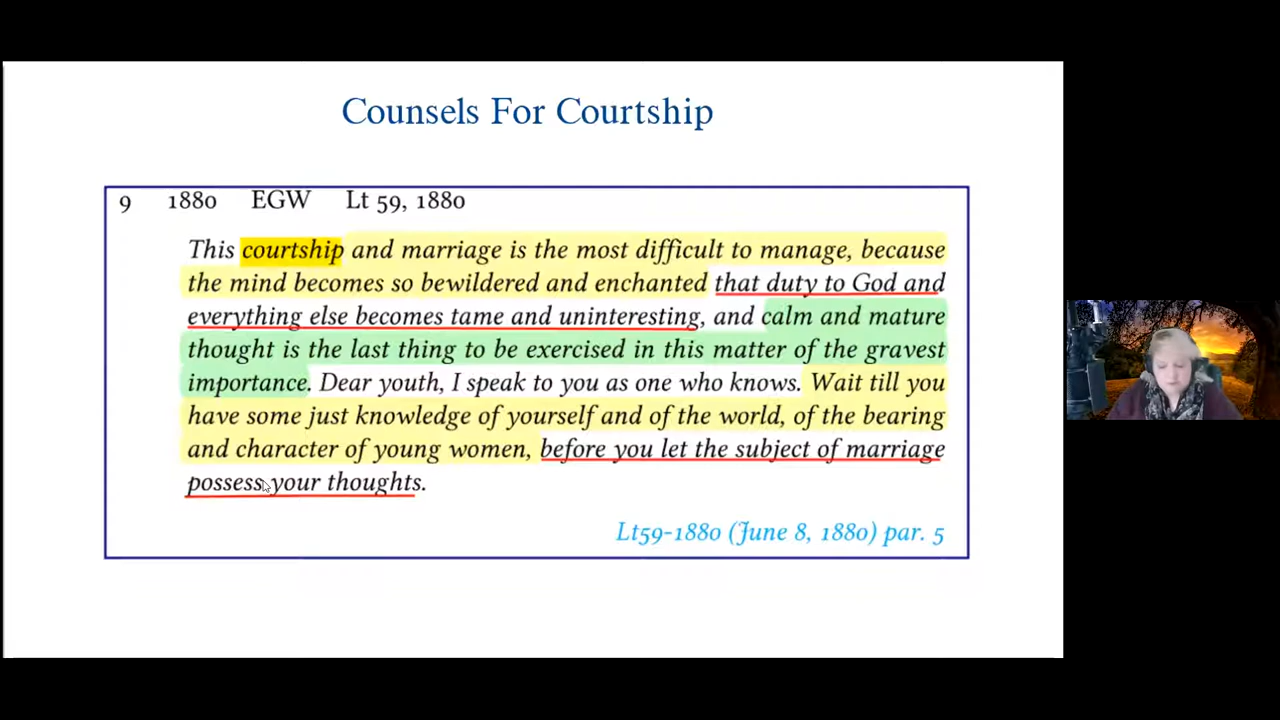 Counsels For Courtship
9 1880 EGW Lt 59, 1880
This courtship and marriage is the most difficult to manage, because
the mind becomes so bewildered and enchanted that duty to God and
everything else becomes tame and uninteresting, and calm and mature
thought is the last thing to be exercised in this matter of the gravest
importance. Dear youth, I speak to you as one who knows. Wait till you
have some just knowledge of yourself and of the world, of the bearing
and character of young women, before you let the subject of marriage
possess your thoughts.
Lt59-1880 (June 8, 1880) par. 5